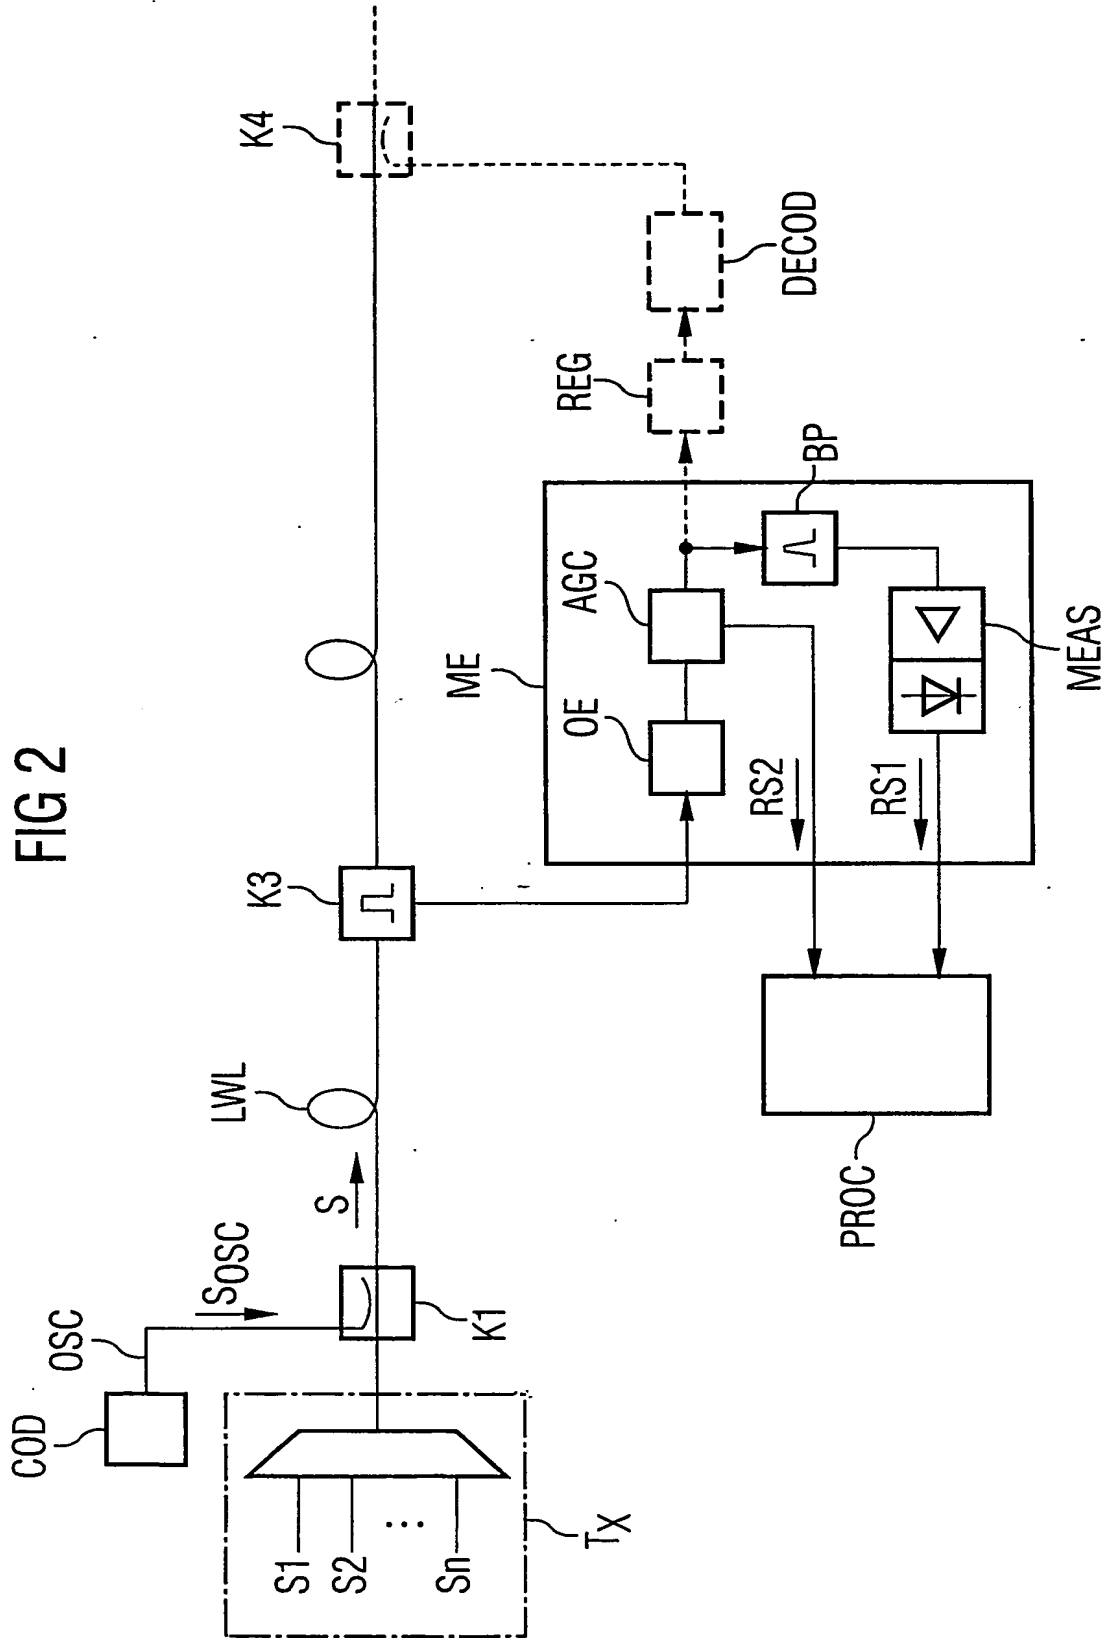 FIG 2
COD
OSC
SOSC
S
LWL
K3
K4
S1
S2
...
Sn
TX
K1
ME
OE
AGC
REG
DECOD
BP
RS2
RS1
MEAS
PROC